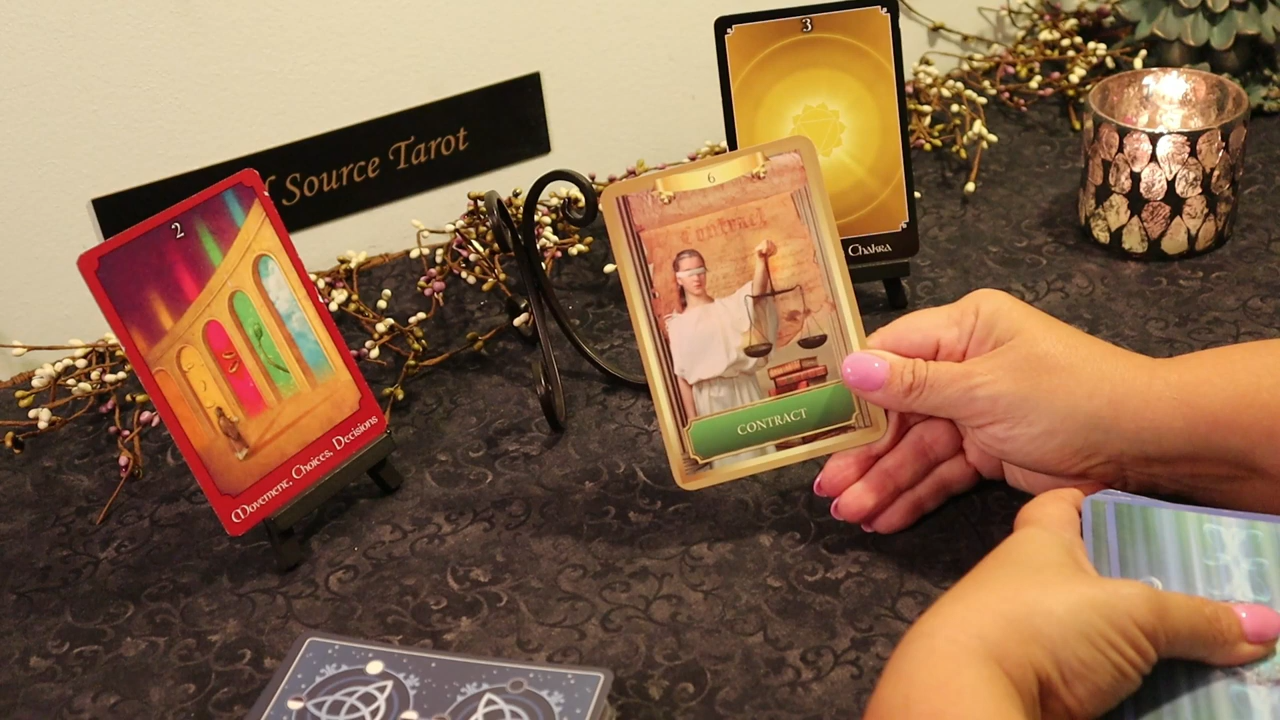 Source Tarot
2
Movement, Choices, Decisions
3
Chakra
6
Contract
CONTRACT